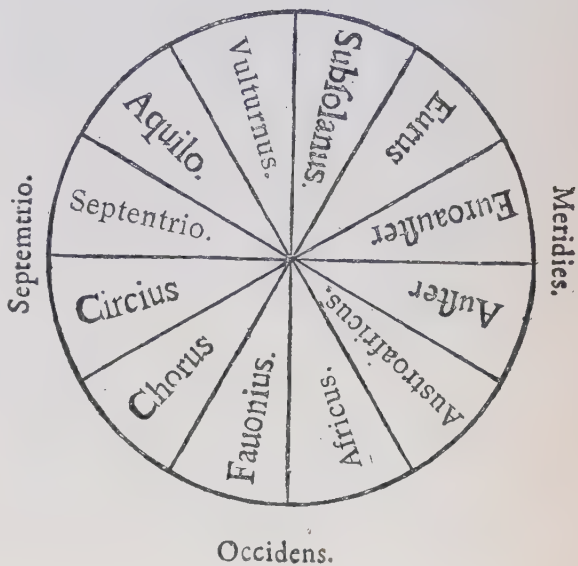 Subſolanus.
Eurus
Euroauſter
Auſter
Auſtroafricus.
Africus.
Fauonius.
Chorus
Circius
Septentrio.
Aquilo.
Vulturnus.
Meridies.
Occidens.
Septemtrio.